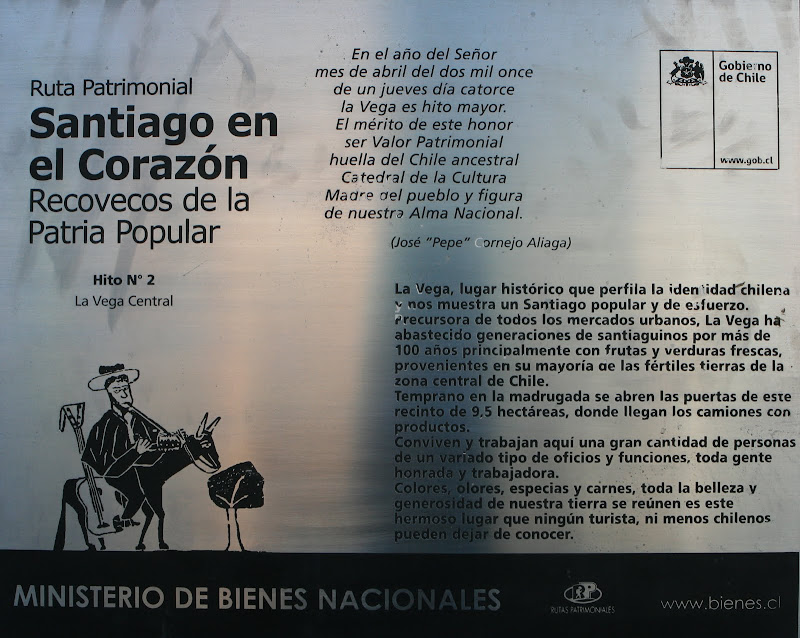 Ruta Patrimonial
Santiago en
el Corazón
Recovecos de la
Patria Popular
Hito N° 2
La Vega Central
En el año del Señor
mes de abril del dos mil once
de un jueves día catorce
la Vega es hito mayor.
El mérito de este honor
ser Valor Patrimonial
huella del Chile ancestral
Catedral de la Cultura
Madre del pueblo y figura
de nuestra Alma Nacional.
(José "Pepe" Cornejo Aliaga)
Gobierno
de Chile
www.gob.cl
La Vega, lugar histórico que perfila la identidad chilena
y nos muestra un Santiago popular y de esfuerzo.
Precursora de todos los mercados urbanos, La Vega ha
abastecido generaciones de santiaguinos por más de
100 años principalmente con frutas y verduras frescas,
provenientes en su mayoría de las fértiles tierras de la
zona central de Chile.
Temprano en la madrugada se abren las puertas de este
recinto de 9,5 hectáreas, donde llegan los camiones con
productos.
Conviven y trabajan aquí una gran cantidad de personas
de un variado tipo de oficios y funciones, toda gente
honrada y trabajadora.
Colores, olores, especias y carnes, toda la belleza y
generosidad de nuestra tierra se reúnen es este
hermoso lugar que ningún turista, ni menos chilenos
pueden dejar de conocer.
MINISTERIO DE BIENES NACIONALES
RP
RUTAS PATRIMONIALES
www.bienes.cl